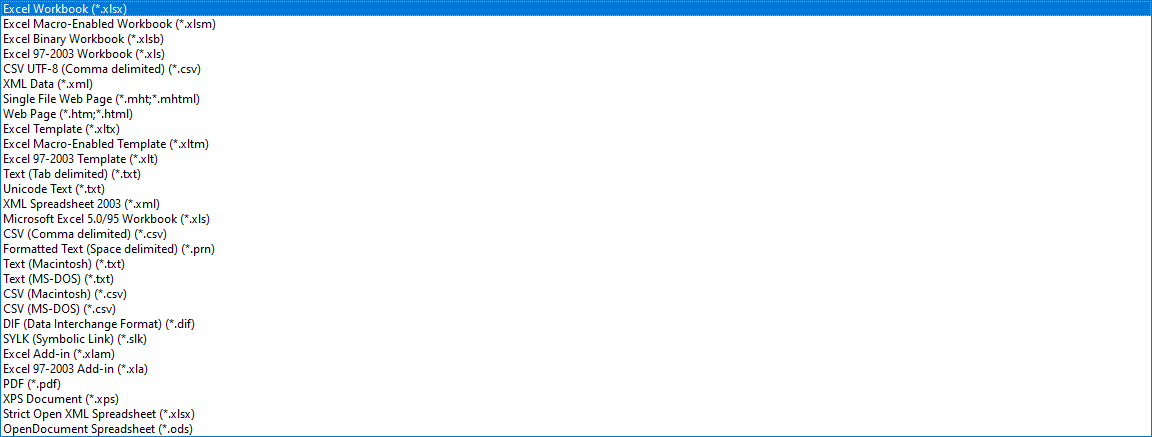 Excel Workbook (*.xlsx)
Excel Macro-Enabled Workbook (*.xlsm)
Excel Binary Workbook (*.xlsb)
Excel 97-2003 Workbook (*.xls)
CSV UTF-8 (Comma delimited) (*.csv)
XML Data (*.xml)
Single File Web Page (*.mht;*.mhtml)
Web Page (*.htm;*.html)
Excel Template (*.xltx)
Excel Macro-Enabled Template (*.xltm)
Excel 97-2003 Template (*.xlt)
Text (Tab delimited) (*.txt)
Unicode Text (*.txt)
XML Spreadsheet 2003 (*.xml)
Microsoft Excel 5.0/95 Workbook (*.xls)
CSV (Comma delimited) (*.csv)
Formatted Text (Space delimited) (*.prn)
Text (Macintosh) (*.txt)
Text (MS-DOS) (*.txt)
CSV (Macintosh) (*.csv)
CSV (MS-DOS) (*.csv)
DIF (Data Interchange Format) (*.dif)
SYLK (Symbolic Link) (*.slk)
Excel Add-in (*.xlam)
Excel 97-2003 Add-in (*.xla)
PDF (*.pdf)
XPS Document (*.xps)
Strict Open XML Spreadsheet (*.xlsx)
OpenDocument Spreadsheet (*.ods)